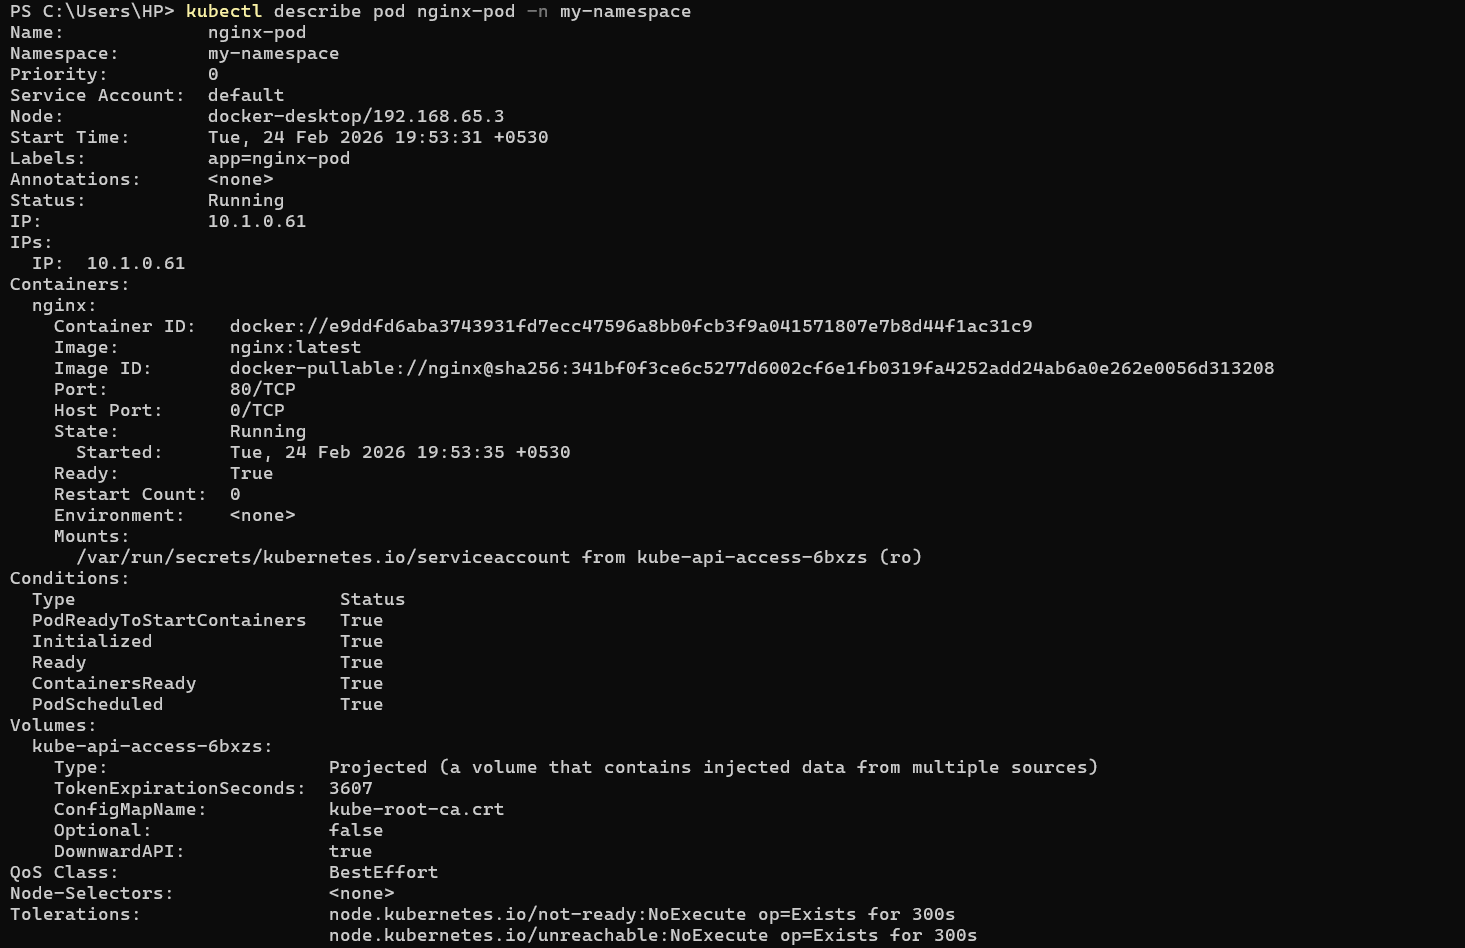 PS C:\Users\HP> kubectl describe pod nginx-pod -n my-namespace
Name:             nginx-pod
Namespace:        my-namespace
Priority:         0
Service Account:  default
Node:             docker-desktop/192.168.65.3
Start Time:       Tue, 24 Feb 2026 19:53:31 +0530
Labels:           app=nginx-pod
Annotations:      <none>
Status:           Running
IP:               10.1.0.61
IPs:
  IP:  10.1.0.61
Containers:
  nginx:
    Container ID:   docker://e9ddfd6aba3743931fd7ecc47596a8bb0fcb3f9a041571807e7b8d44f1ac31c9
    Image:          nginx:latest
    Image ID:       docker-pullable://nginx@sha256:341bf0f3ce6c5277d6002cf6e1fb0319fa4252add24ab6a0e262e0056d313208
    Port:           80/TCP
    Host Port:      0/TCP
    State:          Running
      Started:      Tue, 24 Feb 2026 19:53:35 +0530
    Ready:          True
    Restart Count:  0
    Environment:    <none>
    Mounts:
      /var/run/secrets/kubernetes.io/serviceaccount from kube-api-access-6bxzs (ro)
Conditions:
  Type                        Status
  PodReadyToStartContainers   True
  Initialized                 True
  Ready                       True
  ContainersReady             True
  PodScheduled                True
Volumes:
  kube-api-access-6bxzs:
    Type:                    Projected (a volume that contains injected data from multiple sources)
    TokenExpirationSeconds:  3607
    ConfigMapName:           kube-root-ca.crt
    Optional:                false
    DownwardAPI:             true
QoS Class:                   BestEffort
Node-Selectors:              <none>
Tolerations:                 node.kubernetes.io/not-ready:NoExecute op=Exists for 300s
                             node.kubernetes.io/unreachable:NoExecute op=Exists for 300s